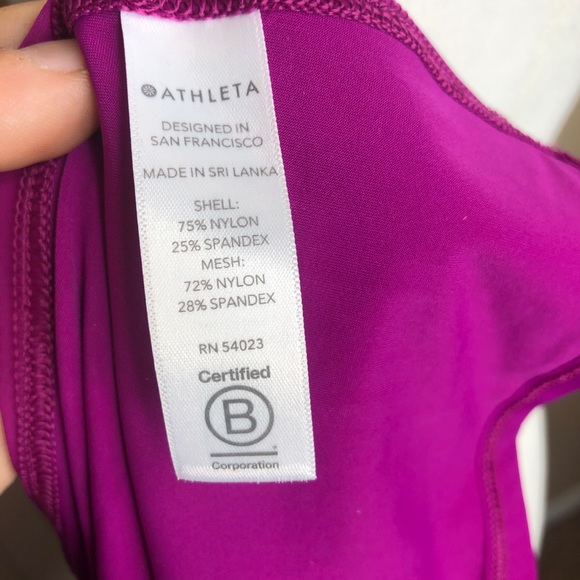 ATHLETA
DESIGNED IN
SAN FRANCISCO
MADE IN SRI LANKA
SHELL:
75% NYLON
25% SPANDEX
MESH:
72% NYLON
28% SPANDEX
RN 54023
Certified
B
Corporation